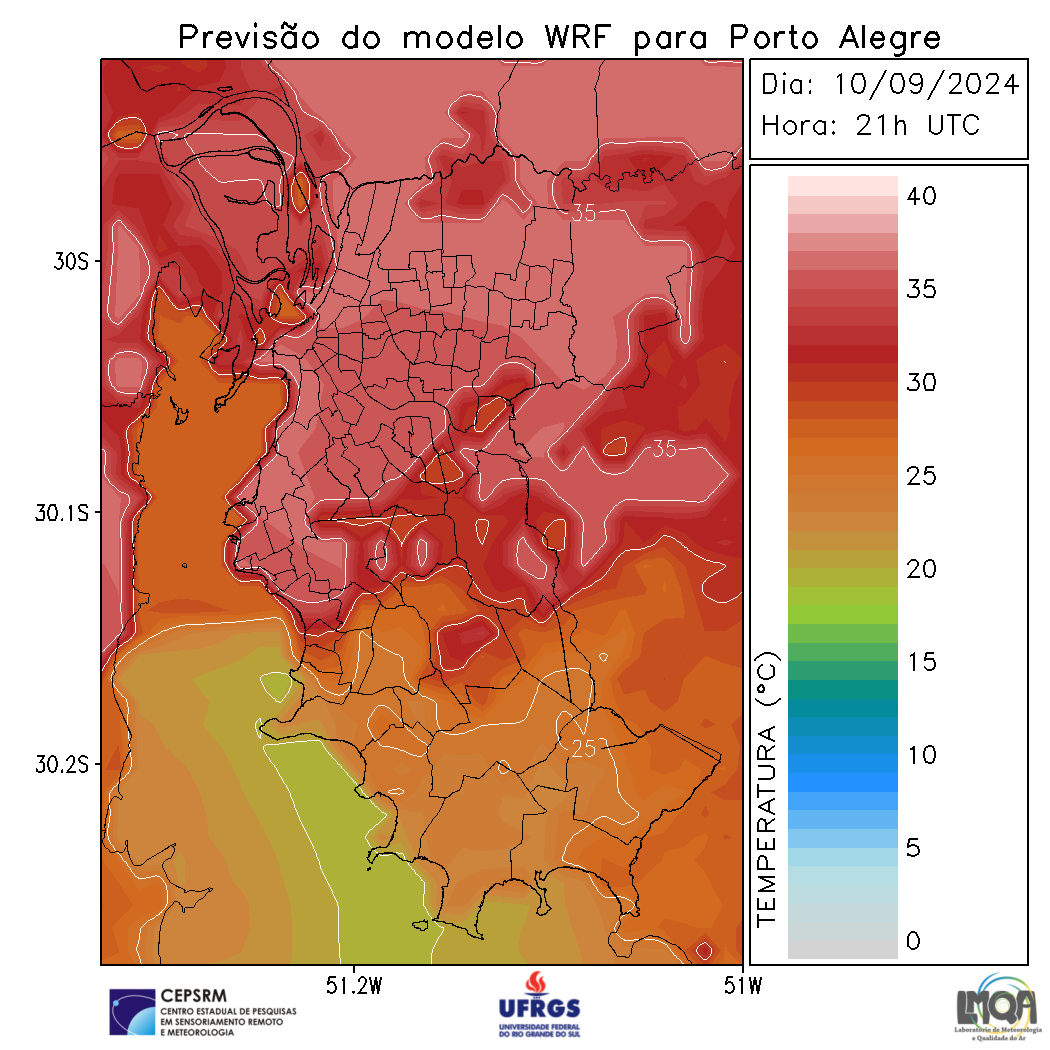 Previsão do modelo WRF para Porto Alegre
Dia: 10/09/2024
Hora: 21h UTC
40
35
30
25
20
15
10
5
0
TEMPERATURA (°C)
35
35
25
30S
30.1S
30.2S
51.2W
51W
CEPSRM
CENTRO ESTADUAL DE PESQUISAS
EM SENSORIAMENTO REMOTO
E METEOROLOGIA
UFRGS
UNIVERSIDADE FEDERAL
DO RIO GRANDE DO SUL
LMQA
Laboratório de Meteorologia
e Qualidade do Ar